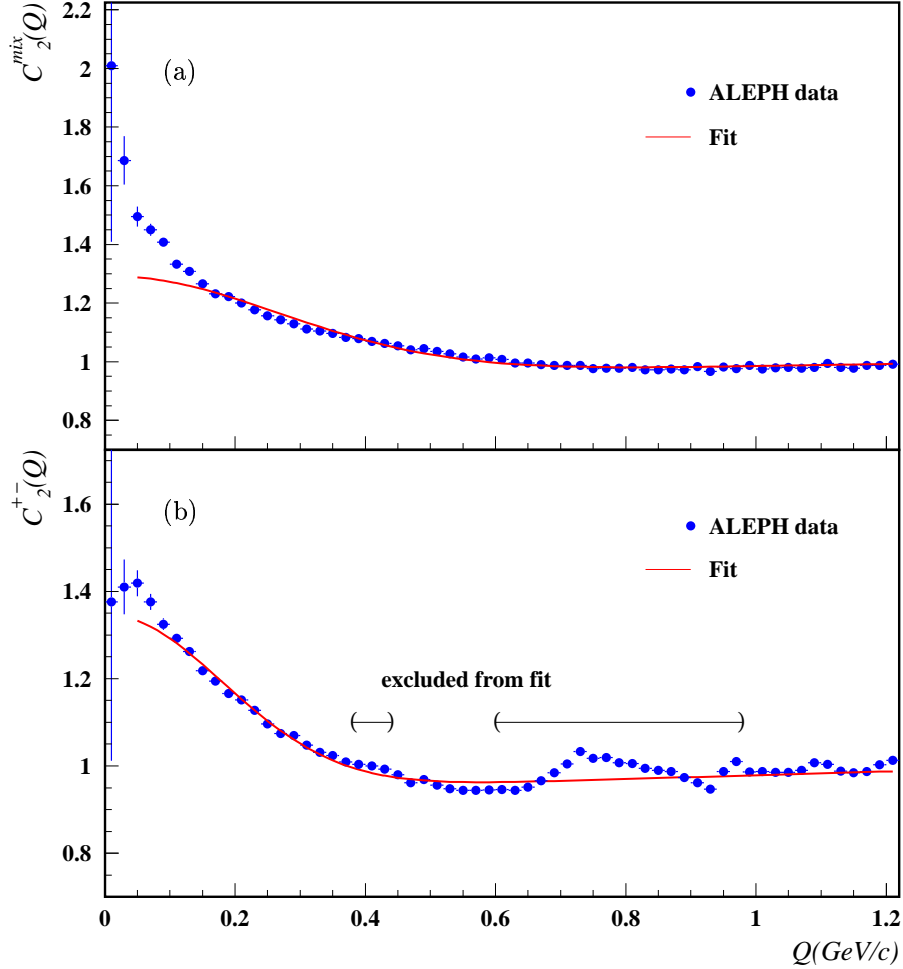 2.2
2
1.8
1.6
1.4
1.2
1
0.8
C₂ᵐⁱˣ(Q)
(a)
ALEPH data
Fit
1.6
1.4
1.2
1
0.8
C₂⁺⁻(Q)
(b)
ALEPH data
Fit
excluded from fit
( ) ( )
0 0.2 0.4 0.6 0.8 1 1.2
Q(GeV/c)